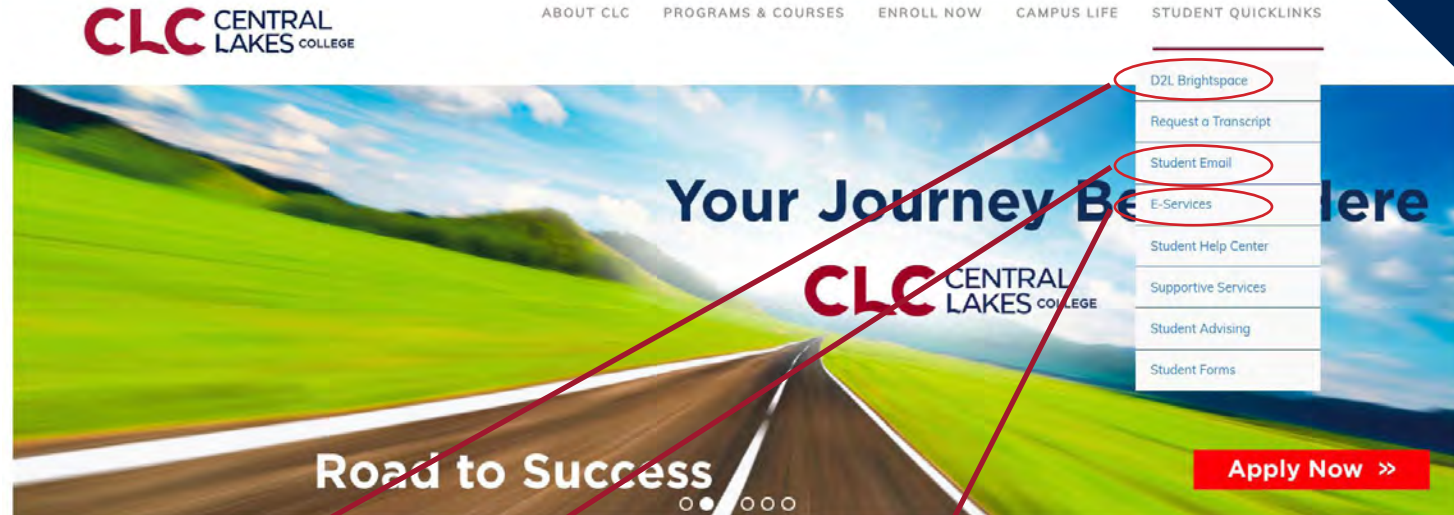 CLC CENTRAL
LAKES COLLEGE
ABOUT CLC PROGRAMS & COURSES ENROLL NOW CAMPUS LIFE STUDENT QUICKLINKS
D2L Brightspace
Request a Transcript
Student Email
E-Services
Student Help Center
Supportive Services
Student Advising
Student Forms
Your Journey Be
CLC CENTRAL
LAKES COLLEGE
Road to Success
Apply Now »